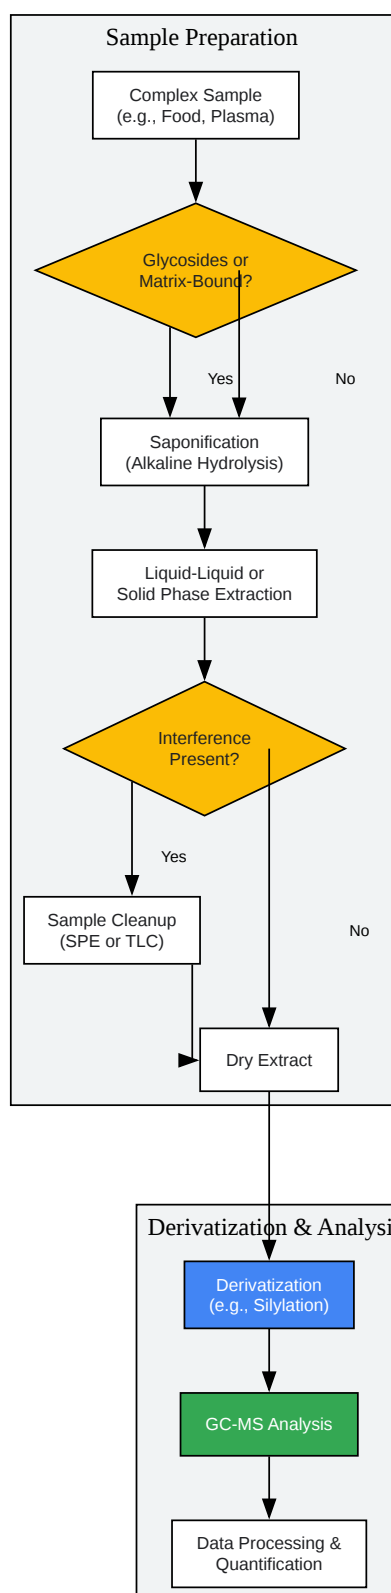 Sample Preparation
Complex Sample
(e.g., Food, Plasma)
Glycosides or
Matrix-Bound?
Yes
No
Saponification
(Alkaline Hydrolysis)
Liquid-Liquid or
Solid Phase Extraction
Interference
Present?
Yes
Sample Cleanup
(SPE or TLC)
No
Dry Extract
Derivatization & Analysi
Derivatization
(e.g., Silylation)
GC-MS Analysis
Data Processing &
Quantification